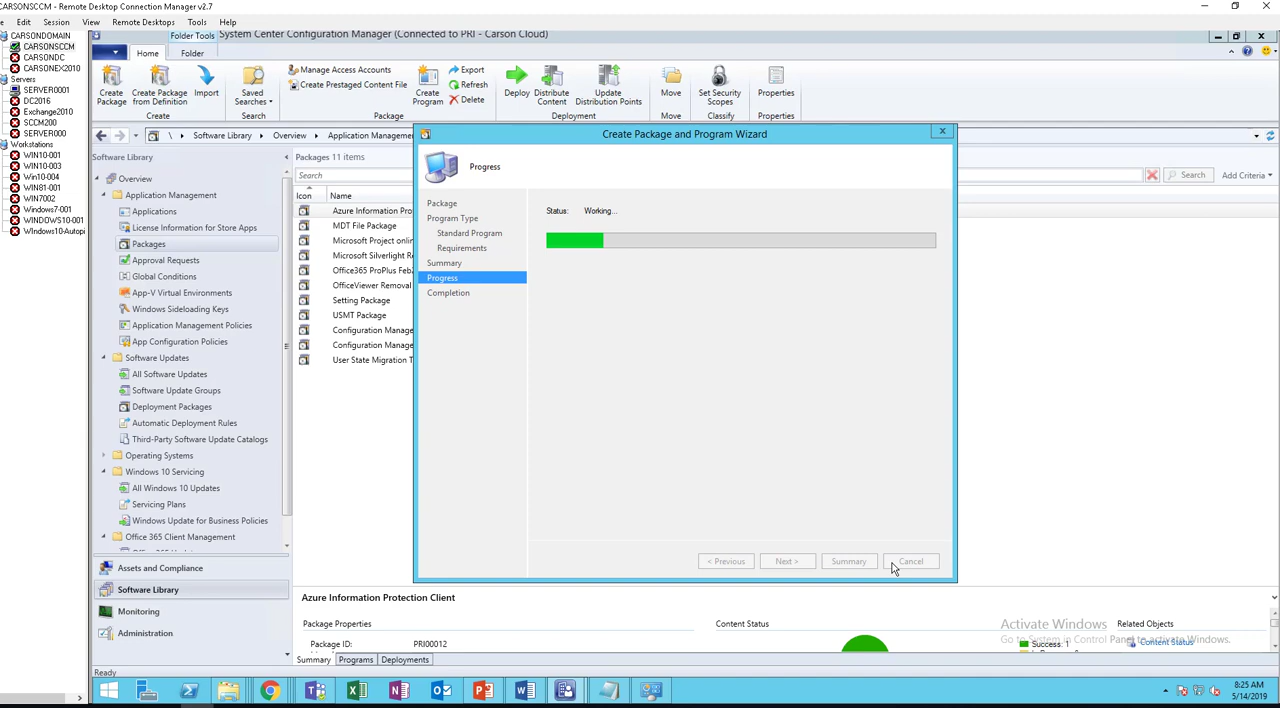 CARSONSCCM - Remote Desktop Connection Manager v2.7
Edit Session View Remote Desktops Tools Help
CARSONDOMAIN
CARSONSCCM
CARSONDC
CARSONEX2010
Servers
SERVER0001
DC2016
Exchange2010
SCCM200
SERVER000
Workstations
WIN10-001
WIN10-003
Win10-004
WIN81-001
WIN7002
Windows7-001
WINDOWS10-001
Windows10-Autopi
Folder Tools System Center Configuration Manager (Connected to PRI - Carson Cloud)
Home Folder
Create Package
Create Package from Definition
Import
Create
Saved Searches
Search
Manage Access Accounts
Create Prestaged Content File
Create Program
Export
Refresh
Delete
Package
Deploy
Distribute Content
Update Distribution Points
Deployment
Move
Move
Set Security Scopes
Classify
Properties
Properties
\ Software Library Overview Application Manageme
Software Library
Overview
Application Management
Applications
License Information for Store Apps
Packages
Approval Requests
Global Conditions
App-V Virtual Environments
Windows Sideloading Keys
Application Management Policies
App Configuration Policies
Software Updates
All Software Updates
Software Update Groups
Deployment Packages
Automatic Deployment Rules
Third-Party Software Update Catalogs
Operating Systems
Windows 10 Servicing
All Windows 10 Updates
Servicing Plans
Windows Update for Business Policies
Office 365 Client Management
Assets and Compliance
Software Library
Monitoring
Administration
Packages 11 items
Search
Search Add Criteria
Icon Name
Azure Information Pro
MDT File Package
Microsoft Project onlin
Microsoft Silverlight R
Office365 ProPlus Feb
OfficeViewer Removal
Setting Package
USMT Package
Configuration Manage
Configuration Manage
User State Migration T
Create Package and Program Wizard
Progress
Package
Program Type
Standard Program
Requirements
Summary
Progress
Completion
Status: Working...
< Previous Next > Summary Cancel
Azure Information Protection Client
Package Properties
Package ID: PRI00012
Content Status
Success: 1
Related Objects
Content Status
Activate Windows
Go to System in Control Panel to activate Windows.
Summary Programs Deployments
Ready
8:25 AM
5/14/2019